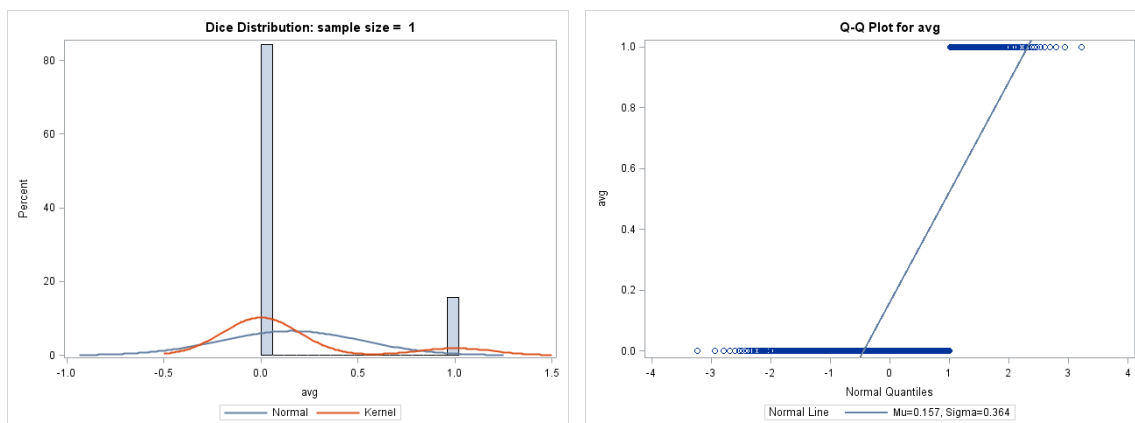 Dice Distribution: sample size = 1
80
60
40
20
0
Percent
-1.0 -0.5 0.0 0.5 1.0 1.5
avg
Normal Kernel
Q-Q Plot for avg
1.0
0.8
0.6
0.4
0.2
0.0
avg
-4 -3 -2 -1 0 1 2 3 4
Normal Quantiles
Normal Line Mu=0.157, Sigma=0.364